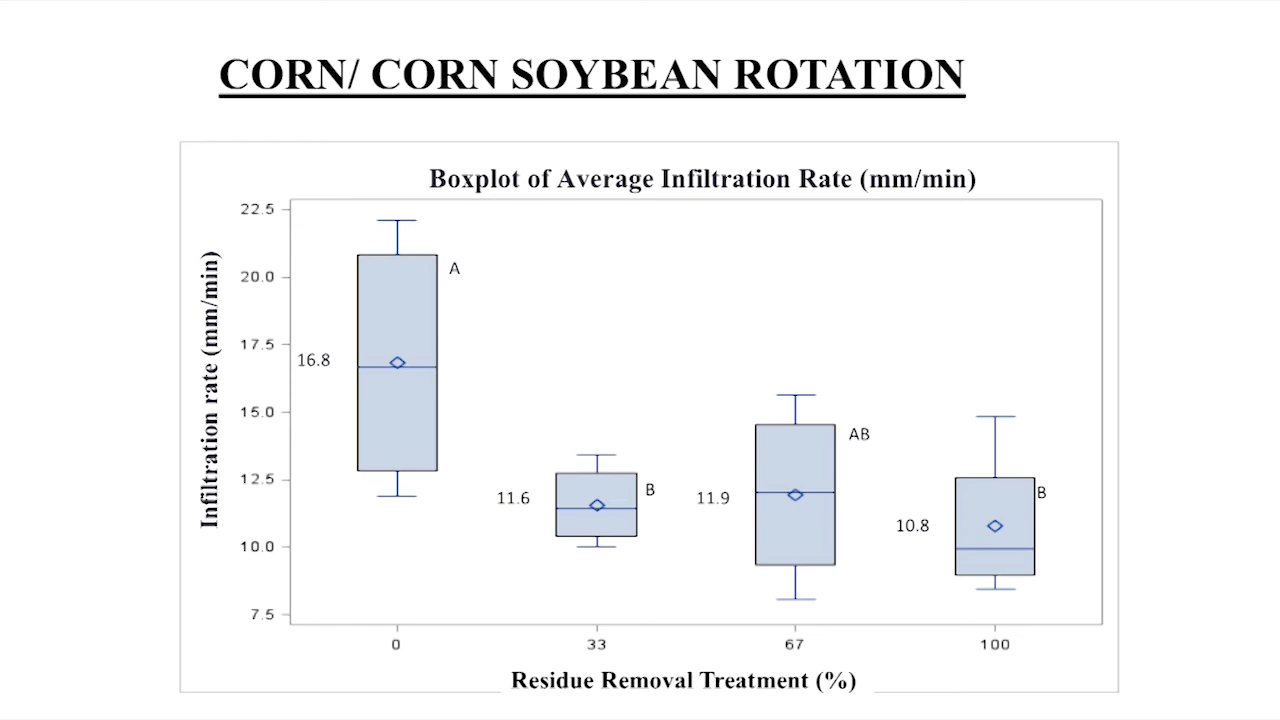 CORN/ CORN SOYBEAN ROTATION
Boxplot of Average Infiltration Rate (mm/min)
Infiltration rate (mm/min)
22.5
20.0
17.5
15.0
12.5
10.0
7.5
A
16.8
11.6
B
11.9
AB
10.8
B
0
33
67
100
Residue Removal Treatment (%)